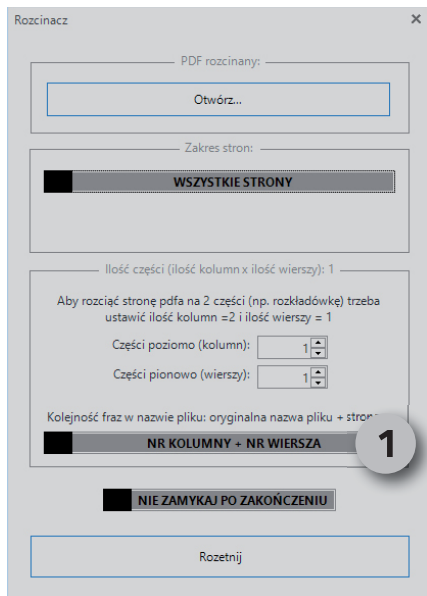 Rozcinacz
PDF rozcinany:
Otwórz...
Zakres stron:
WSZYSTKIE STRONY
Ilość części (ilość kolumn x ilość wierszy): 1
Aby rozciąć stronę pdfa na 2 części (np. rozkładówkę) trzeba
ustawić ilość kolumn =2 i ilość wierszy = 1
Części poziomo (kolumn): 1
Części pionowo (wierszy): 1
Kolejność fraz w nazwie pliku: oryginalna nazwa pliku + strona
NR KOLUMNY + NR WIERSZA
1
NIE ZAMYKAJ PO ZAKOŃCZENIU
Rozetnij